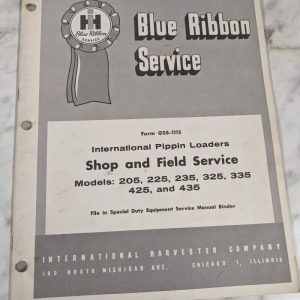 IH
Blue Ribbon
SERVICE
Blue Ribbon
Service
Form GSS-1115
International Pippin Loaders
Shop and Field Service
Models: 205, 225, 235, 325, 335
425, and 435
File in Special Duty Equipment Service Manual Binder
INTERNATIONAL HARVESTER COMPANY
180 NORTH MICHIGAN AVE. CHICAGO 1, ILLINOIS